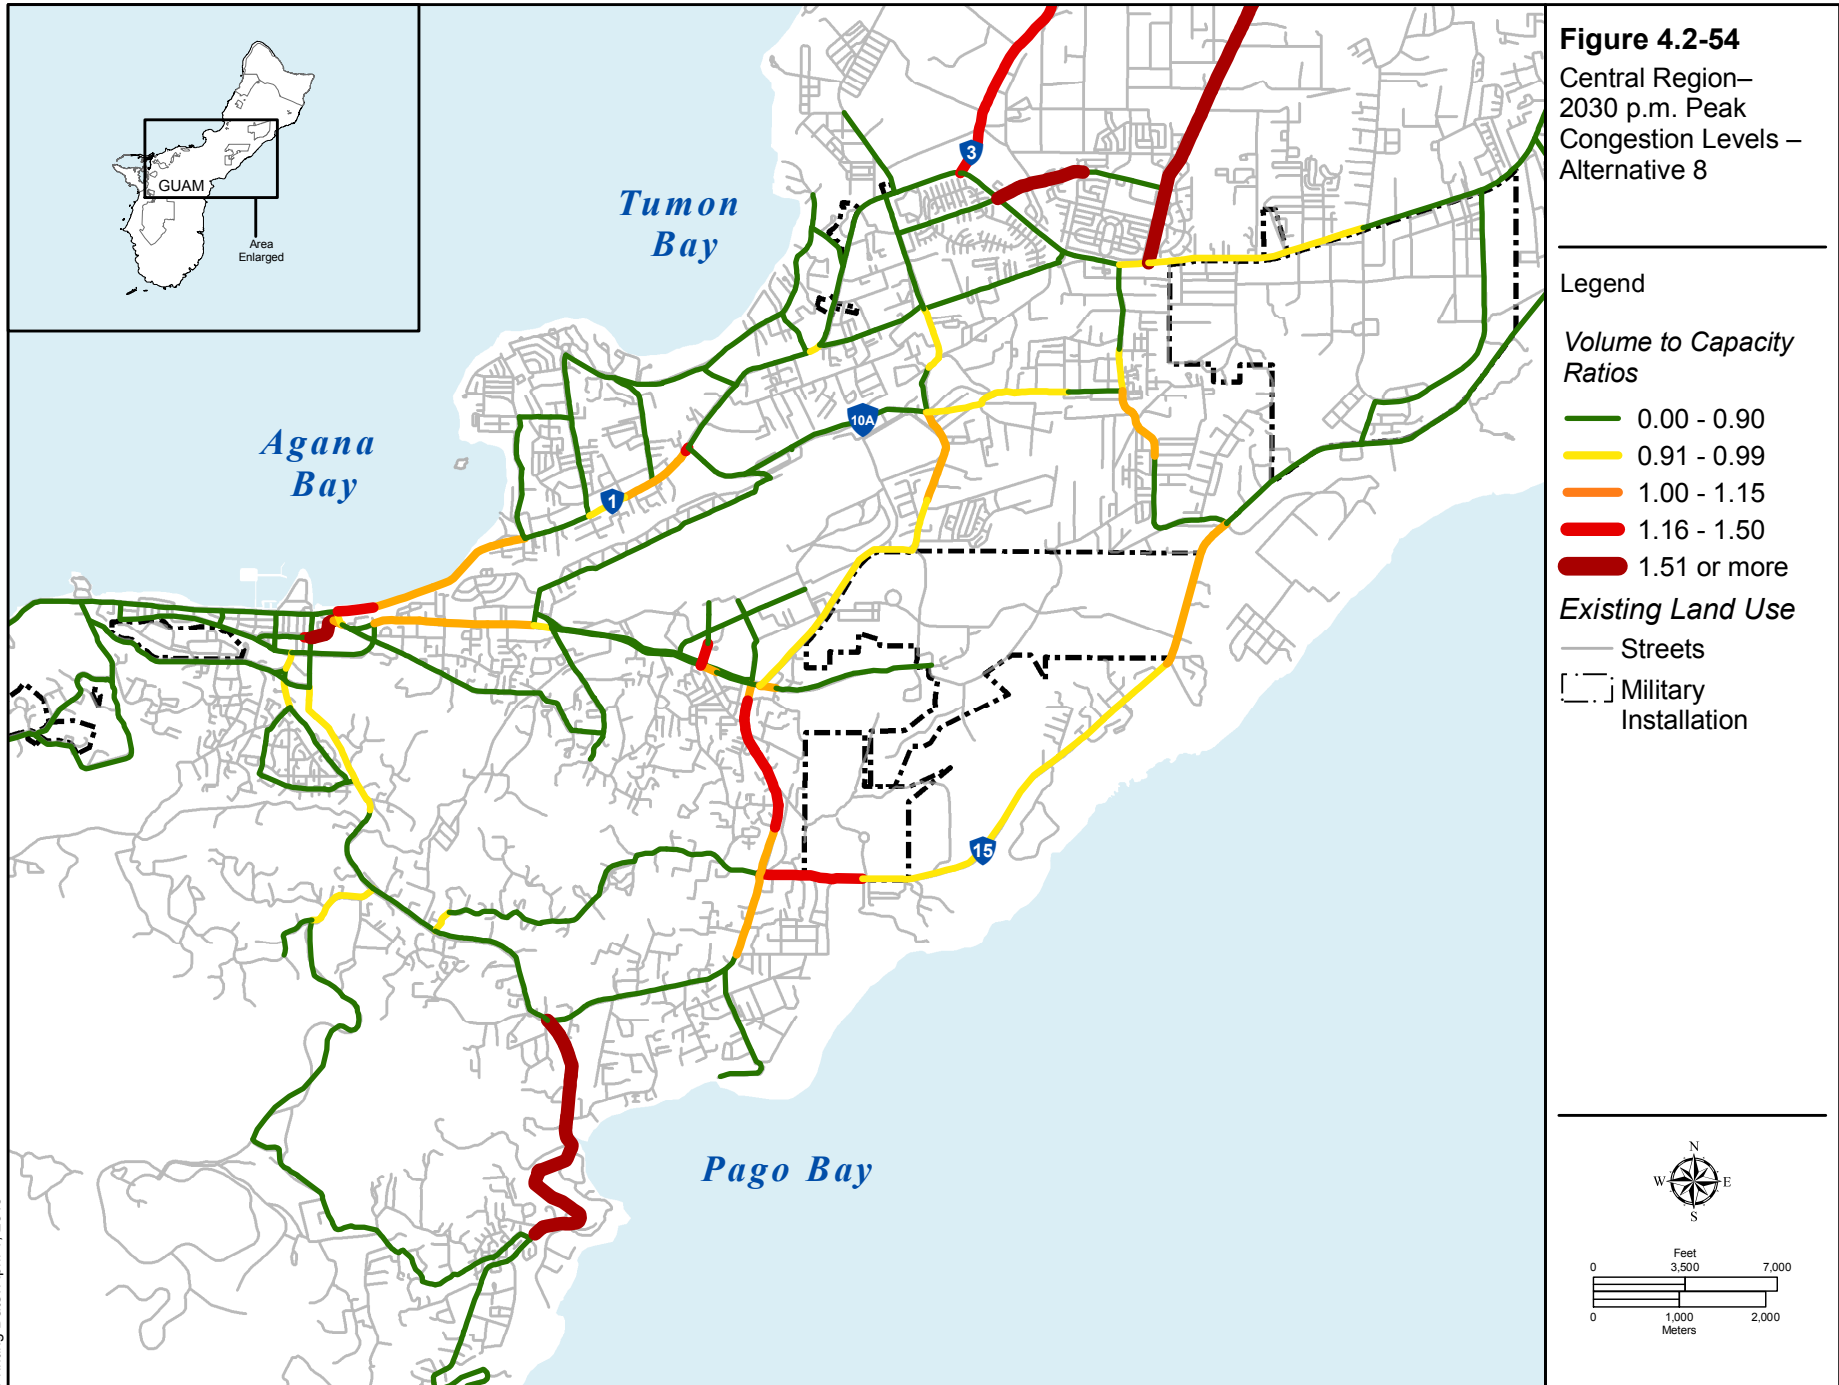 GUAM
Area
Enlarged
Tumon
Bay
Agana
Bay
Pago Bay
3
10A
1
15
Figure 4.2-54
Central Region–
2030 p.m. Peak
Congestion Levels –
Alternative 8
Legend
Volume to Capacity
Ratios
0.00 - 0.90
0.91 - 0.99
1.00 - 1.15
1.16 - 1.50
1.51 or more
Existing Land Use
Streets
Military
Installation
N
W E
S
Feet
0 3,500 7,000
0 1,000 2,000
Meters